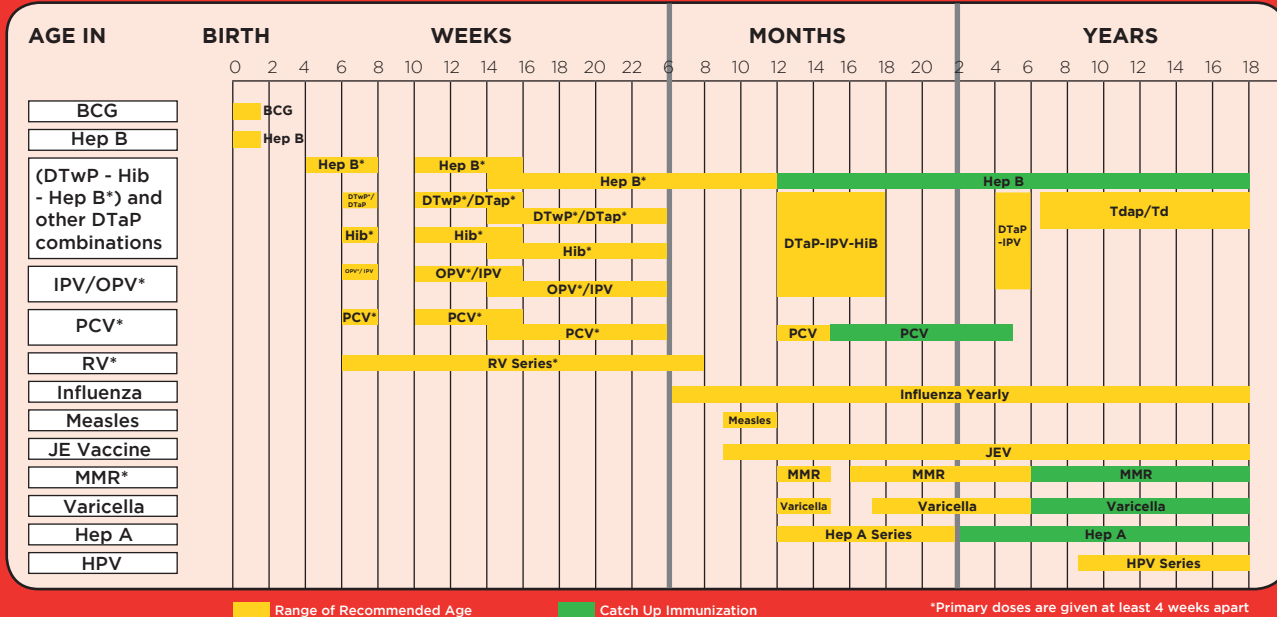 AGE IN BIRTH WEEKS MONTHS YEARS
0 2 4 6 8 10 12 14 16 20 22 6 8 10 12 14 16 20 2 4 6 8 10 12 14 16 18
BCG BCG
Hep B Hep B
(DTwP - Hib
- Hep B*) and
other DTaP
combinations
Hep B* Hep B*
Hep B* Hep B
DTwP*/
DTaP
DTwP*/DTap*
DTwP*/DTap*
Hib* Hib*
Hib*
DTaP-IPV-HiB
DTaP
-IPV
Tdap/Td
IPV/OPV*
OPV*/ IPV OPV*/IPV
OPV*/IPV
PCV*
PCV* PCV*
PCV* PCV PCV
RV* RV Series*
Influenza Influenza Yearly
Measles Measles
JE Vaccine JEV
MMR* MMR MMR MMR
Varicella Varicella Varicella Varicella
Hep A Hep A Series Hep A
HPV HPV Series
Range of Recommended Age Catch Up Immunization *Primary doses are given at least 4 weeks apart